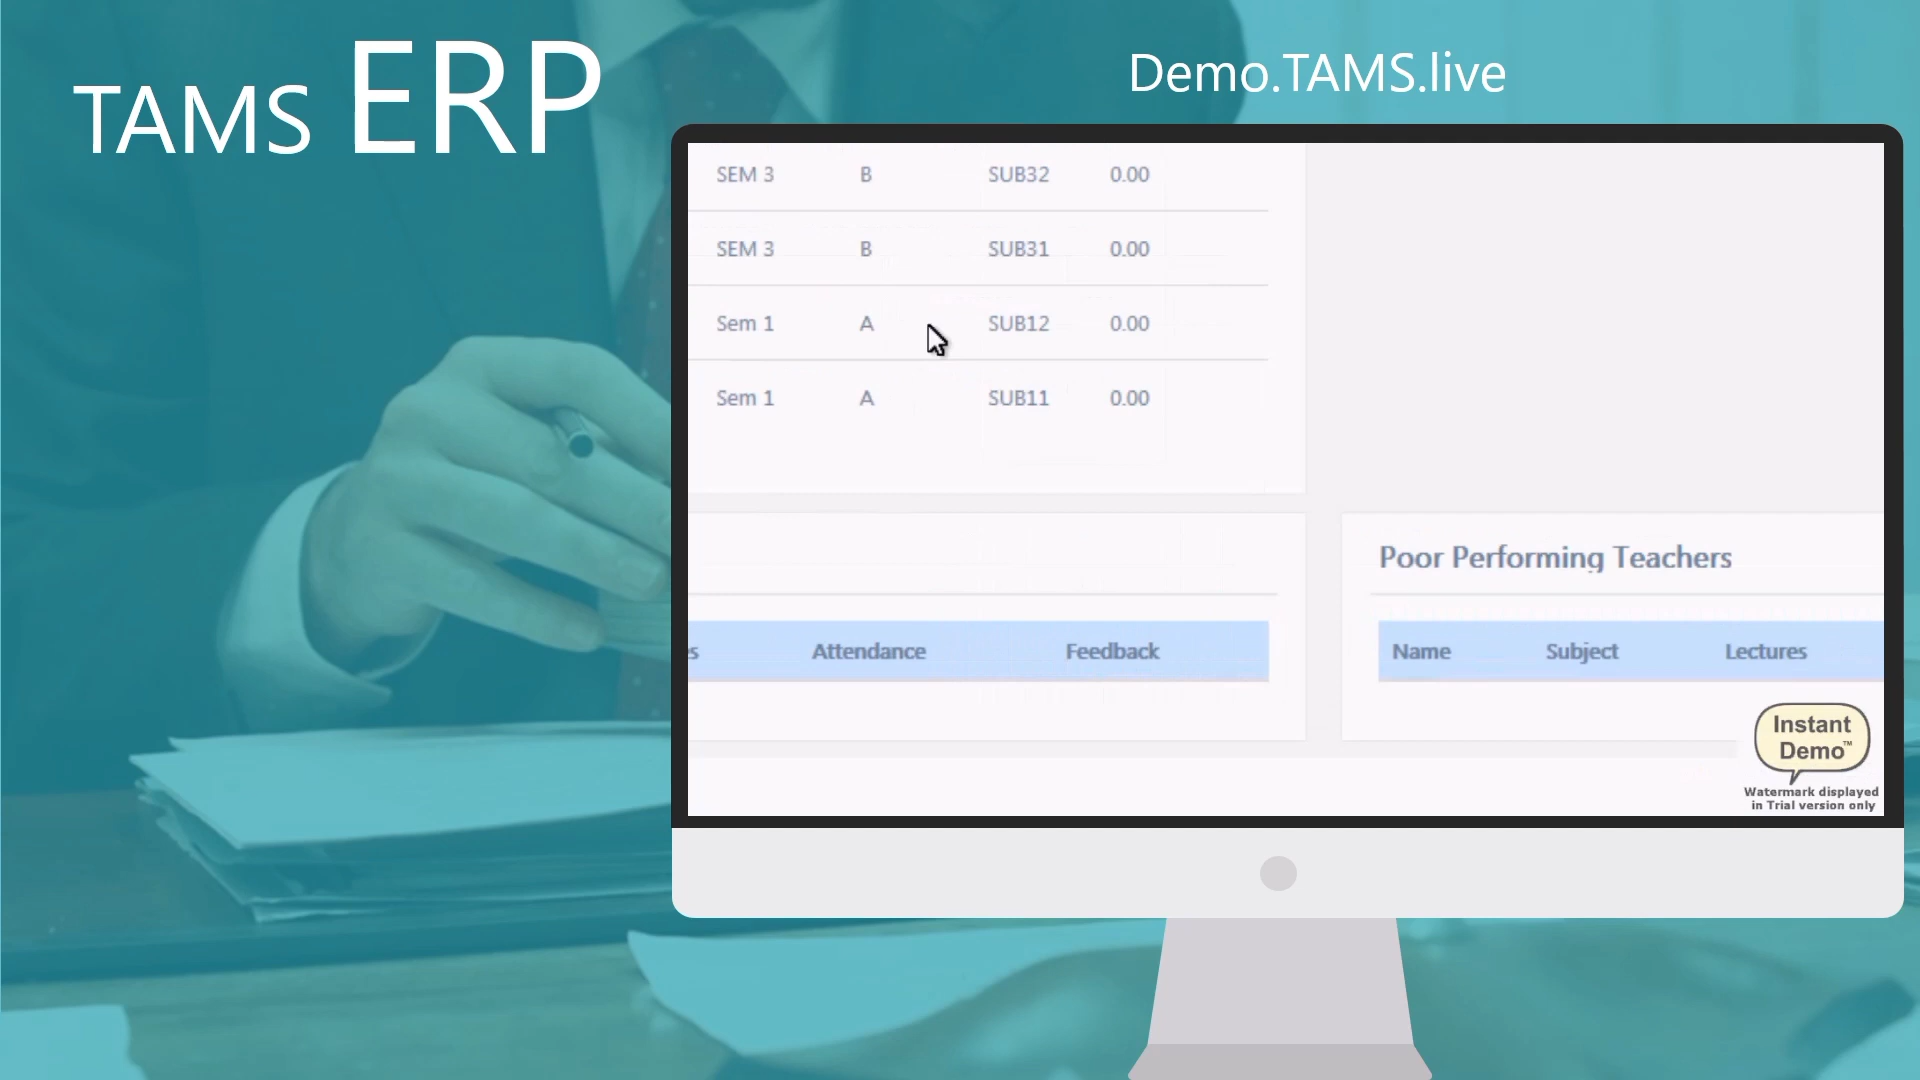 TAMS ERP
Demo.TAMS.live
SEM 3 B SUB32 0.00
SEM 3 B SUB31 0.00
Sem 1 A SUB12 0.00
Sem 1 A SUB11 0.00
Poor Performing Teachers
Attendance Feedback
Name Subject Lectures
Instant
Demo™
Watermark displayed
in Trial version only